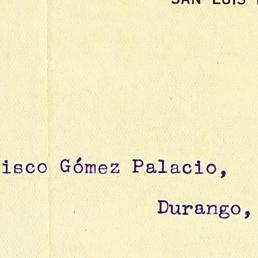 SAN LUIS
isco Gómez Palacio,
Durango,